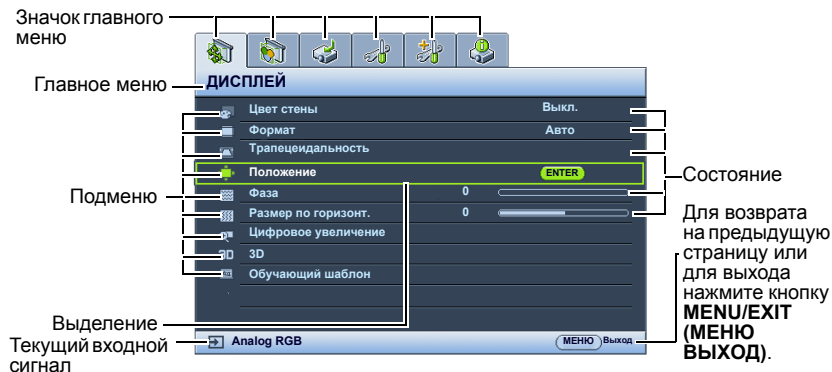 Значок главного
меню
Главное меню
ДИСПЛЕЙ
Цвет стены Выкл.
Формат Авто
Трапецеидальность
Положение ENTER
Фаза 0
Размер по горизонт. 0
Цифровое увеличение
3D 3D
Обучающий шаблон
Подменю
Состояние
Для возврата
на предыдущую
страницу или
для выхода
нажмите кнопку
MENU/EXIT
(МЕНЮ
ВЫХОД).
Выделение
Текущий входной
сигнал
Analog RGB МЕНЮ Выход